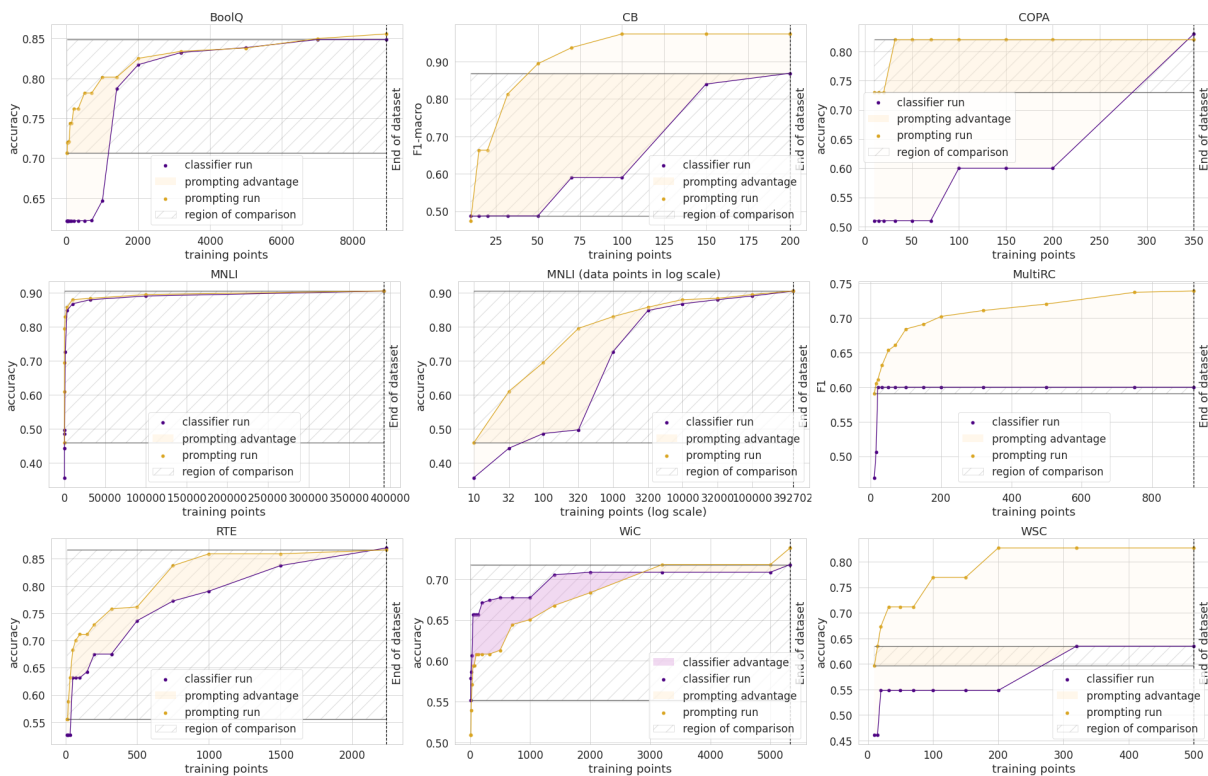 BoolQ
accuracy
0.85
0.80
0.75
0.70
0.65
classifier run
prompting advantage
prompting run
region of comparison
End of dataset
0 2000 4000 6000 8000
training points
CB
F1-macro
0.90
0.80
0.70
0.60
0.50
classifier run
prompting advantage
prompting run
region of comparison
End of dataset
50 100 150 200
training points
COPA
accuracy
0.80
0.75
0.70
0.65
0.60
0.55
0.50
classifier run
prompting advantage
prompting run
region of comparison
End of dataset
0 50 100 150 200 250 300 350
training points
MNLI
accuracy
0.90
0.80
0.70
0.60
0.50
0.40
classifier run
prompting advantage
prompting run
region of comparison
End of dataset
0 50000 100000 150000 200000 250000 300000 350000 400000
training points
MNLI (data points in log scale)
accuracy
0.90
0.80
0.70
0.60
0.50
0.40
classifier run
prompting advantage
prompting run
region of comparison
End of dataset
10 32 100 320 1000 3200 10000 32000 100000 392702
training points (log scale)
MultiRC
F1
0.75
0.70
0.65
0.60
0.55
0.50
0.45
classifier run
prompting advantage
prompting run
region of comparison
End of dataset
0 200 400 600 800
training points
RTE
accuracy
0.85
0.80
0.75
0.70
0.65
0.60
0.55
classifier run
prompting advantage
prompting run
region of comparison
End of dataset
0 500 1000 1500 2000
training points
WiC
accuracy
0.70
0.65
0.60
0.55
0.50
classifier advantage
classifier run
prompting advantage
prompting run
region of comparison
End of dataset
0 1000 2000 3000 4000 5000
training points
WSC
accuracy
0.85
0.80
0.75
0.70
0.65
0.60
0.55
0.50
0.45
classifier run
prompting advantage
prompting run
region of comparison
End of dataset
0 100 200 300 400 500
training points